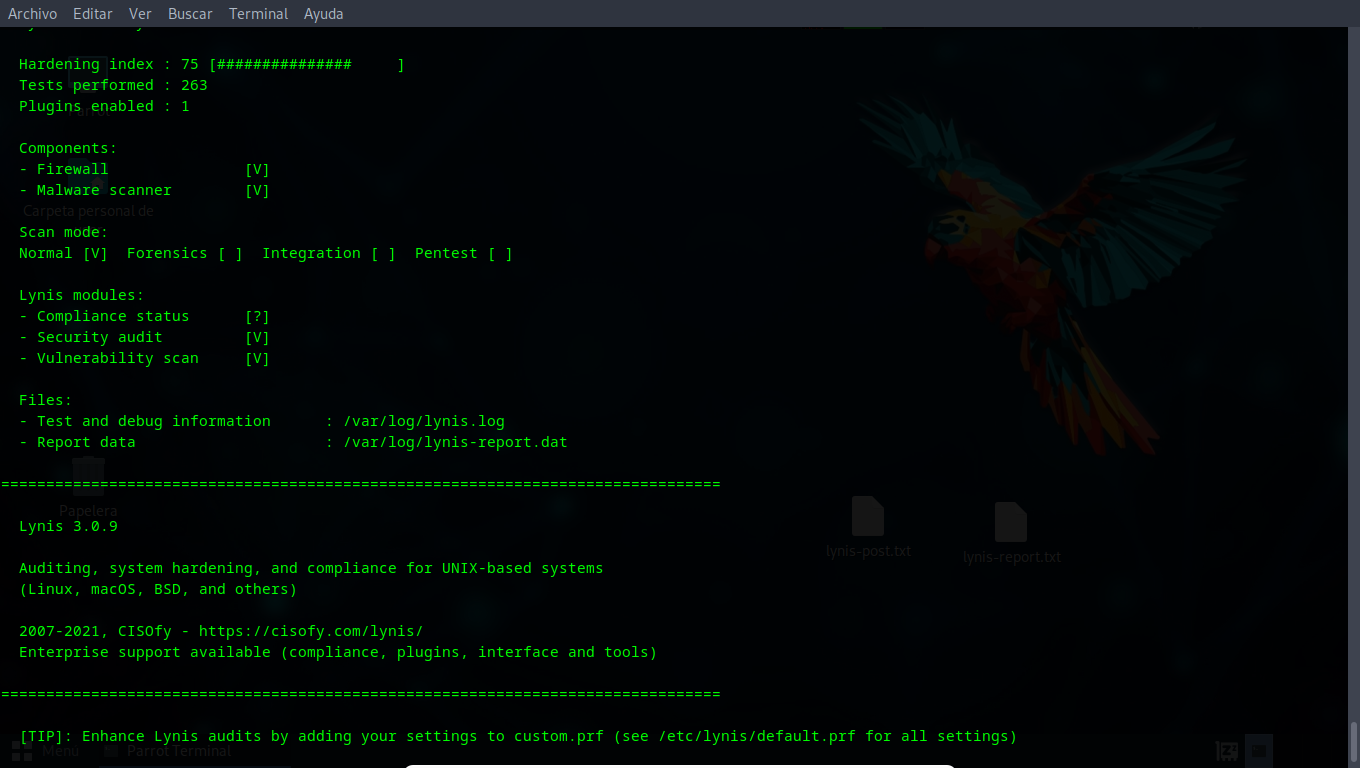 Archivo Editar Ver Buscar Terminal Ayuda
Hardening index : 75 [############### ]
Tests performed : 263
Plugins enabled : 1
Parrot
Components:
- Firewall [V]
- Malware scanner [V]
Carpeta personal de
Scan mode:
Normal [V] Forensics [ ] Integration [ ] Pentest [ ]
Lynis modules:
- Compliance status [?]
- Security audit [V]
- Vulnerability scan [V]
Files:
- Test and debug information : /var/log/lynis.log
- Report data : /var/log/lynis-report.dat
================================================================================
Papelera
Lynis 3.0.9
lynis-post.txt
lynis-report.txt
Auditing, system hardening, and compliance for UNIX-based systems
(Linux, macOS, BSD, and others)
2007-2021, CISOfy - https://cisofy.com/lynis/
Enterprise support available (compliance, plugins, interface and tools)
================================================================================
[TIP]: Enhance Lynis audits by adding your settings to custom.prf (see /etc/lynis/default.prf for all settings)
Menú
Parrot Terminal